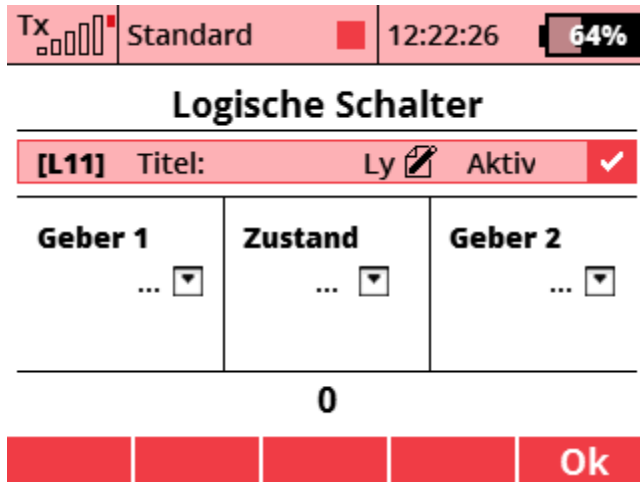 Tx Standard 12:22:26 64%
Logische Schalter
[L11] Titel: Ly Aktiv
Geber 1 Zustand Geber 2
... ... ...
0
Ok